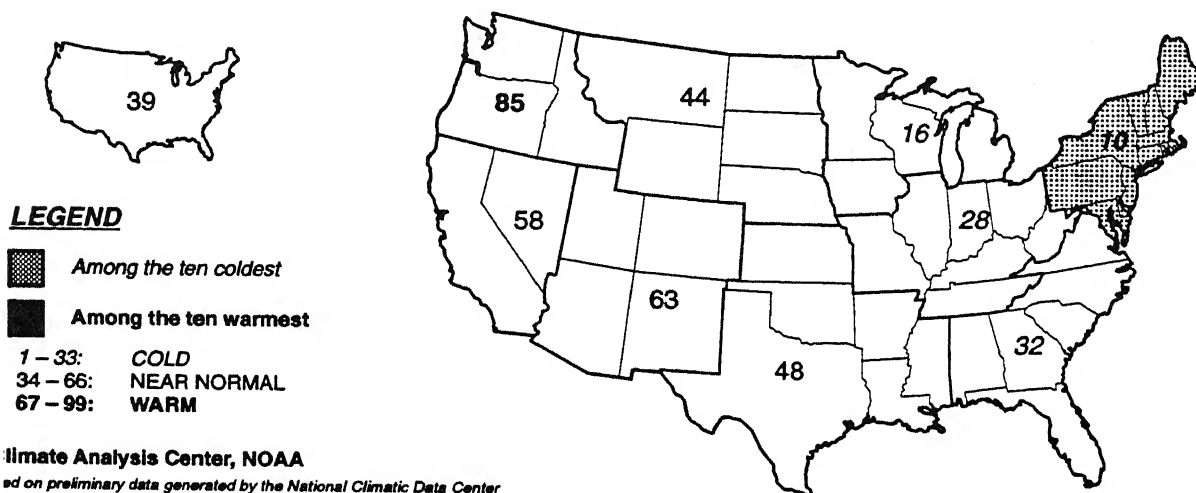 39
85
44
16
10
58
28
63
48
32
LEGEND
Among the ten coldest
Among the ten warmest
1 – 33: COLD
34 – 66: NEAR NORMAL
67 – 99: WARM
limate Analysis Center, NOAA
ed on preliminary data generated by the National Climatic Data Center